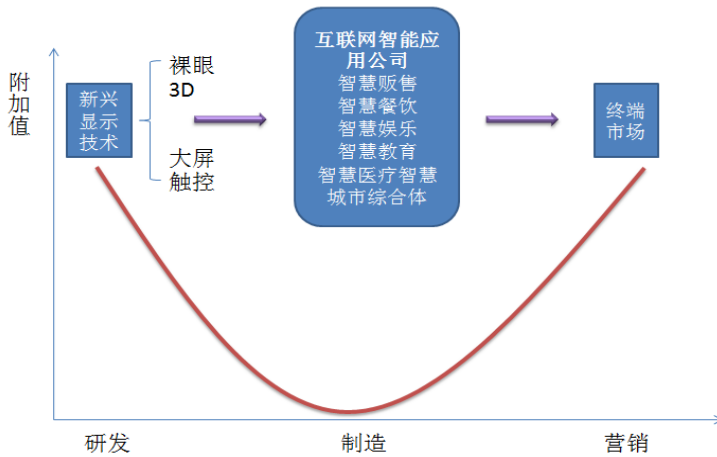 附
加
值
新兴
显示
技术
裸眼
3D
大屏
触控
互联网智能应
用公司
智慧贩售
智慧餐饮
智慧娱乐
智慧教育
智慧医疗智慧
城市综合体
终端
市场
研发
制造
营销